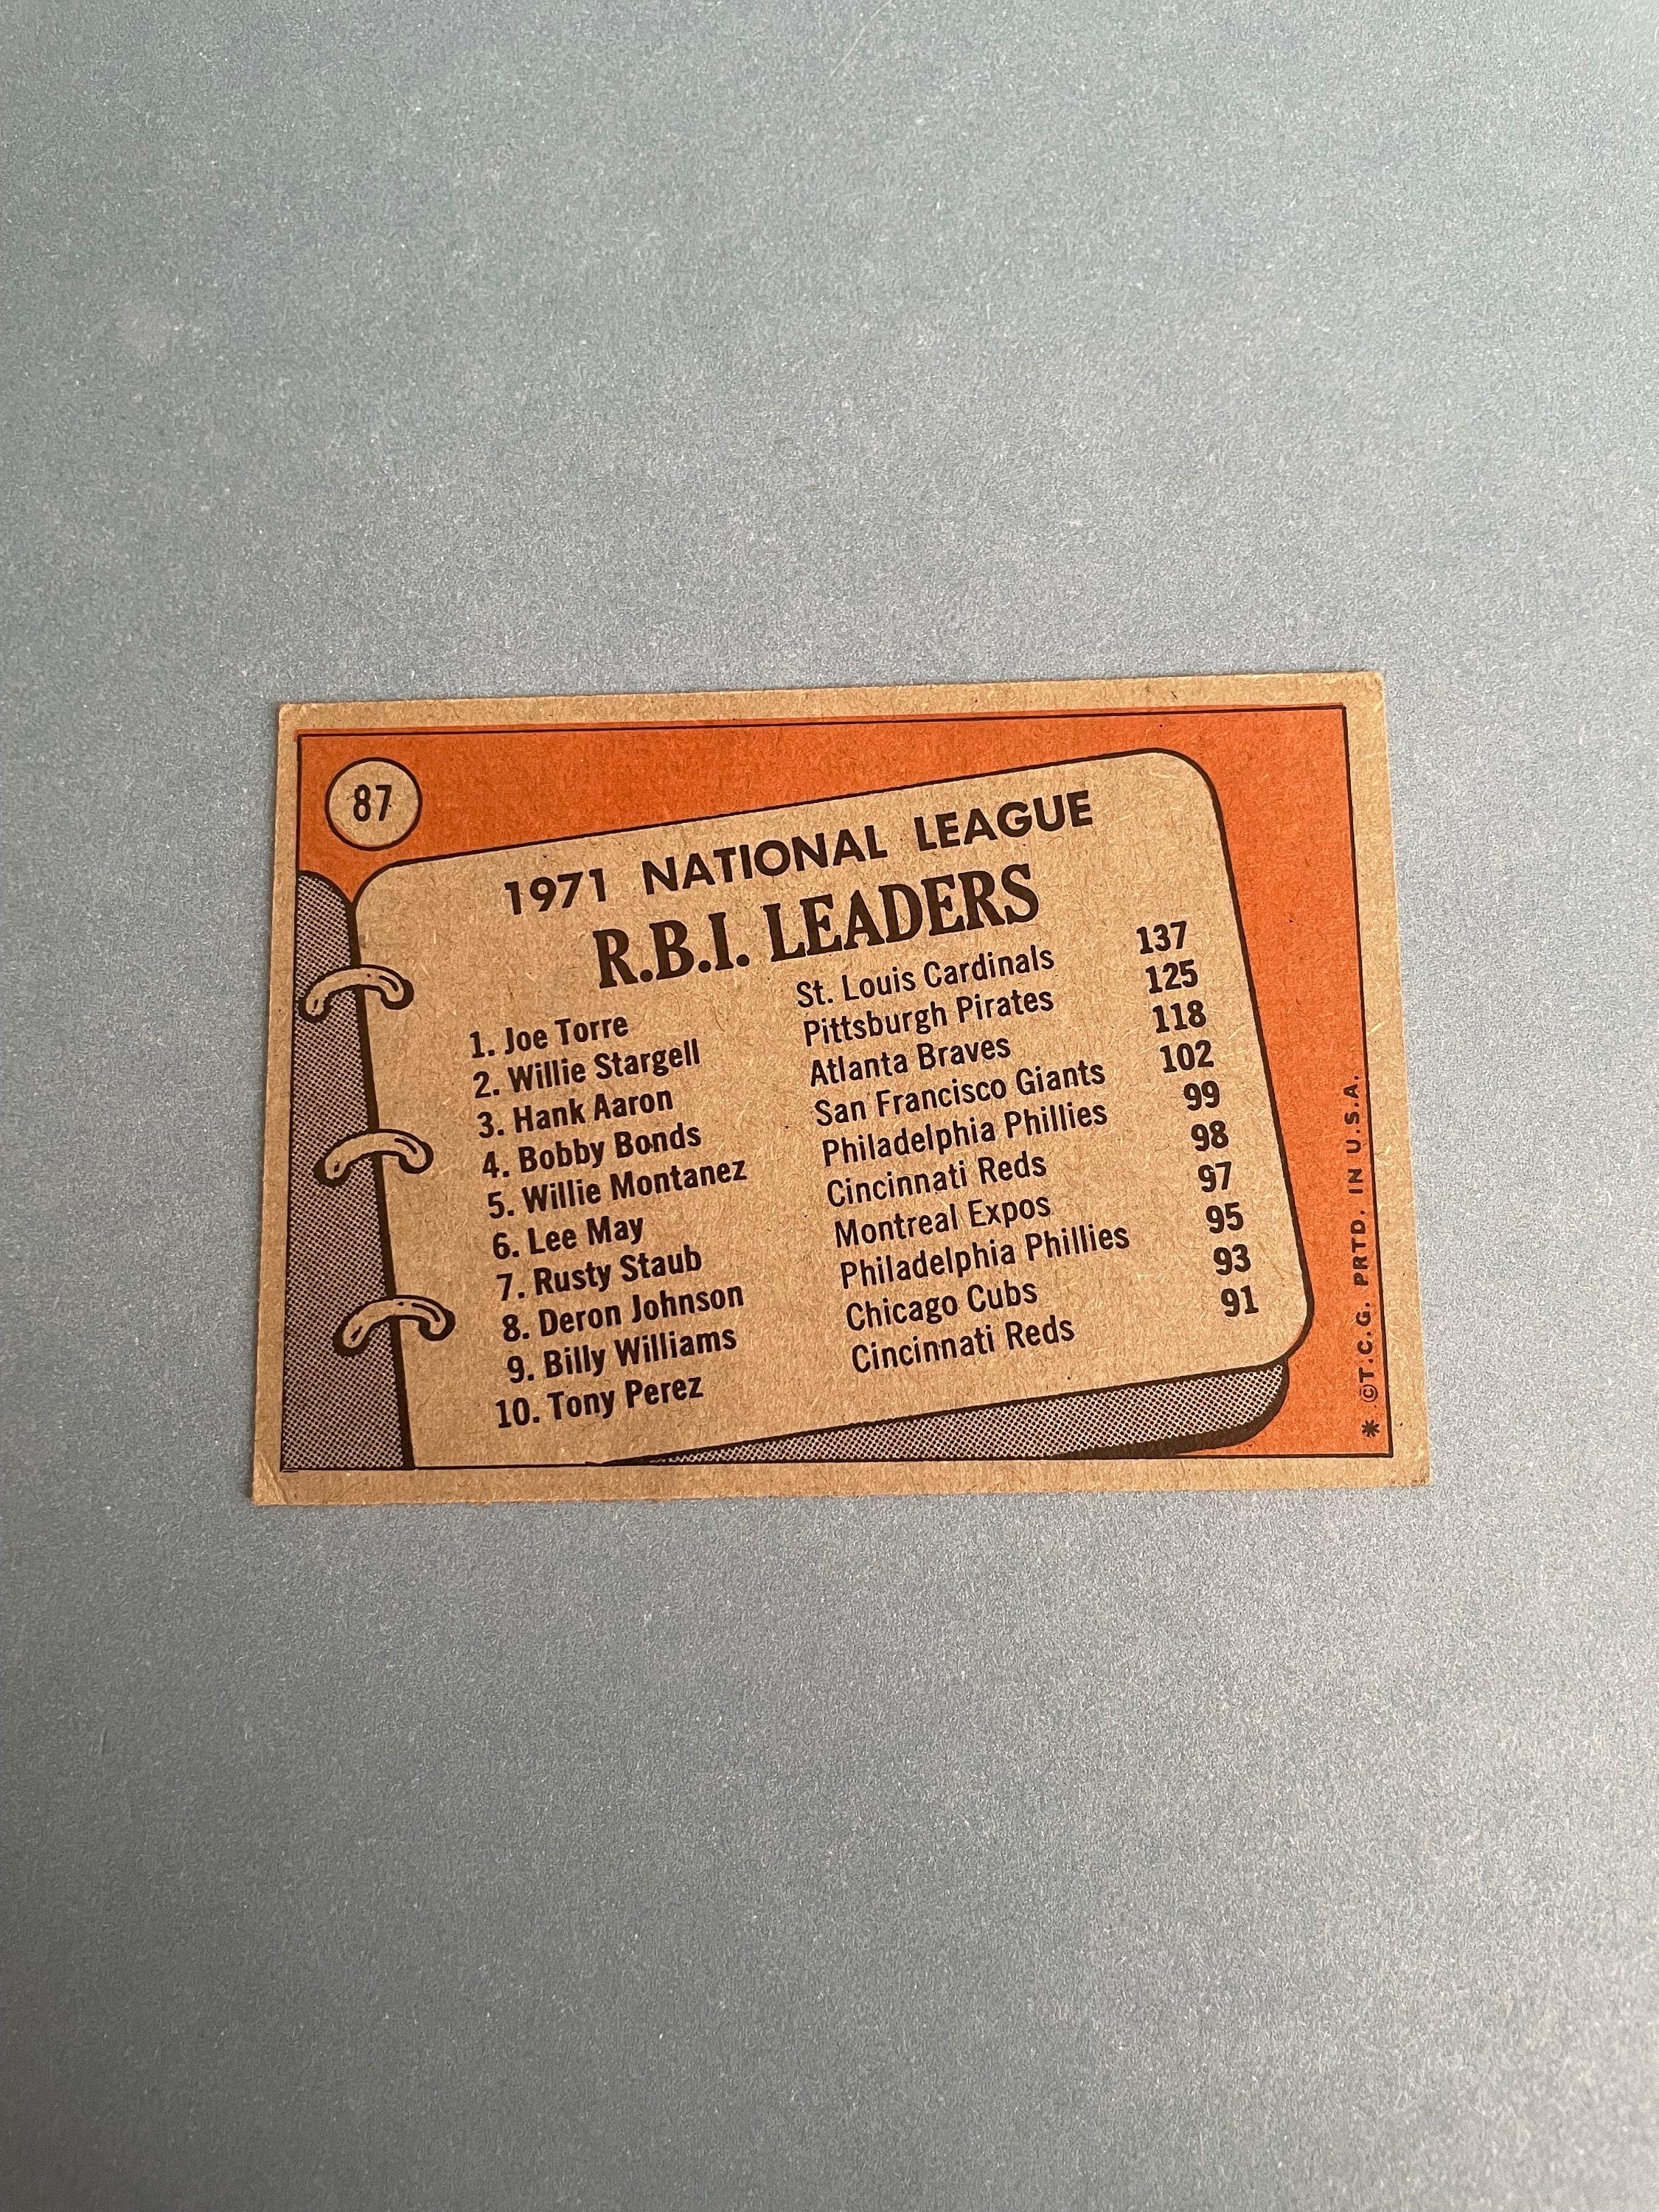 87
1971 NATIONAL LEAGUE
R.B.I. LEADERS
1. Joe Torre St. Louis Cardinals 137
2. Willie Stargell Pittsburgh Pirates 125
3. Hank Aaron Atlanta Braves 118
4. Bobby Bonds San Francisco Giants 102
5. Willie Montanez Philadelphia Phillies 99
6. Lee May Cincinnati Reds 98
7. Rusty Staub Montreal Expos 97
8. Deron Johnson Philadelphia Phillies 95
9. Billy Williams Chicago Cubs 93
10. Tony Perez Cincinnati Reds 91
* ©T.C.G. PRTD. IN U.S.A.